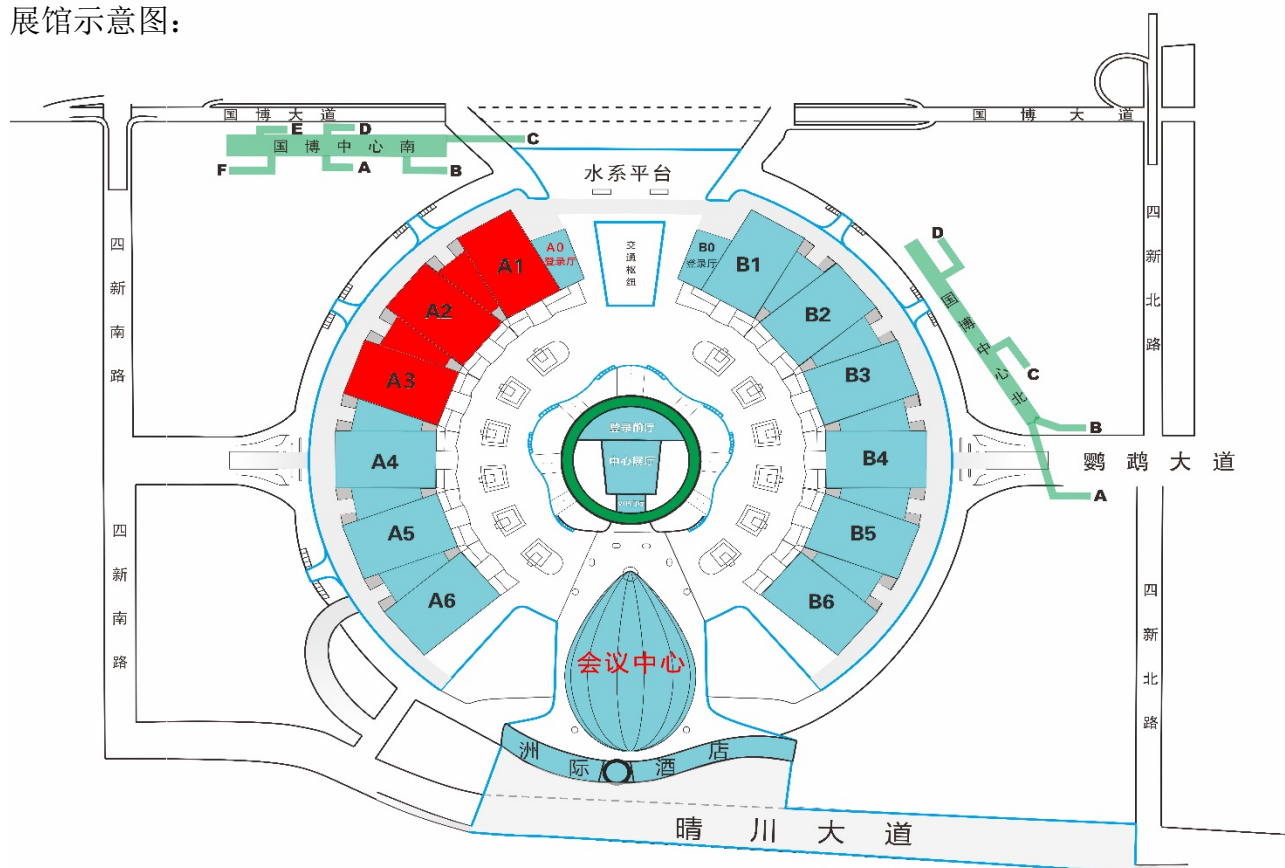 展馆示意图：
国博大道
国博大道
E
D
C
国博中心南
F
A
B
水系平台
四新南路
四新北路
A0
登录厅
交通枢纽
B0
登录厅
A1
B1
D
A2
B2
国博中心北
A3
B3
C
登录前厅
B
A4
中心展厅
B4
鹦鹉大道
A
A5
B5
四新南路
四新北路
A6
B6
会议中心
洲际酒店
晴川大道